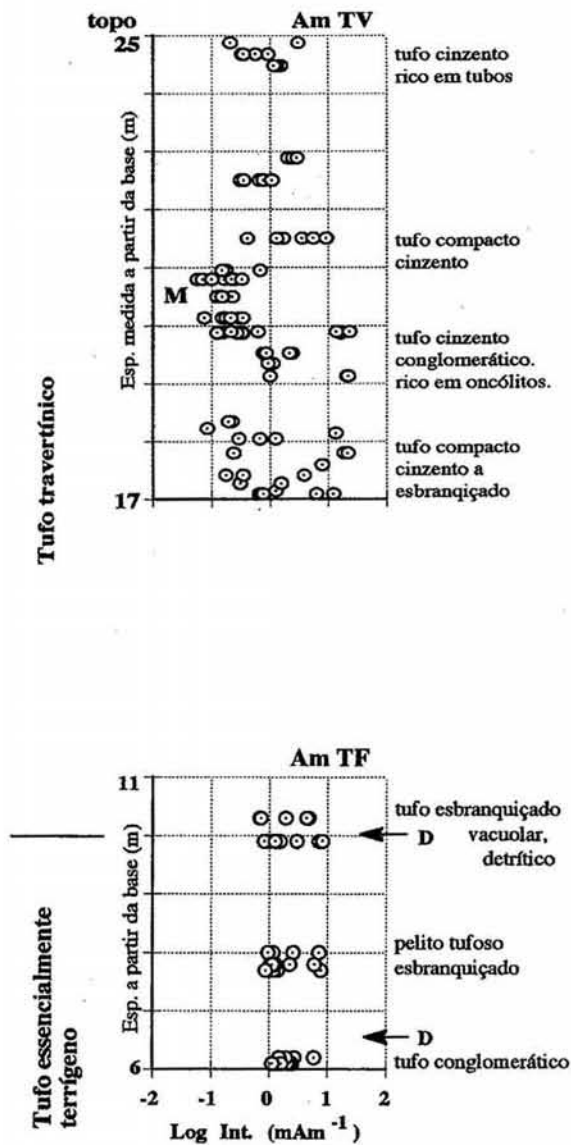 topo
Am TV
25
tufo cinzento
rico em tubos
tufo compacto
cinzento
M
tufo cinzento
conglomerático.
rico em oncólitos.
tufo compacto
cinzento a
esbranqiçado
17
Esp. medida a partir da base (m)
Tufo travertínico
Am TF
11
tufo esbranquiçado
D vacuolar,
detrítico
pelito tufoso
esbranquiçado
D
tufo conglomerático
6
Esp. a partir da base (m)
Tufo essencialmente
terrígeno
-2 -1 0 1 2
Log Int. (mAm-1)